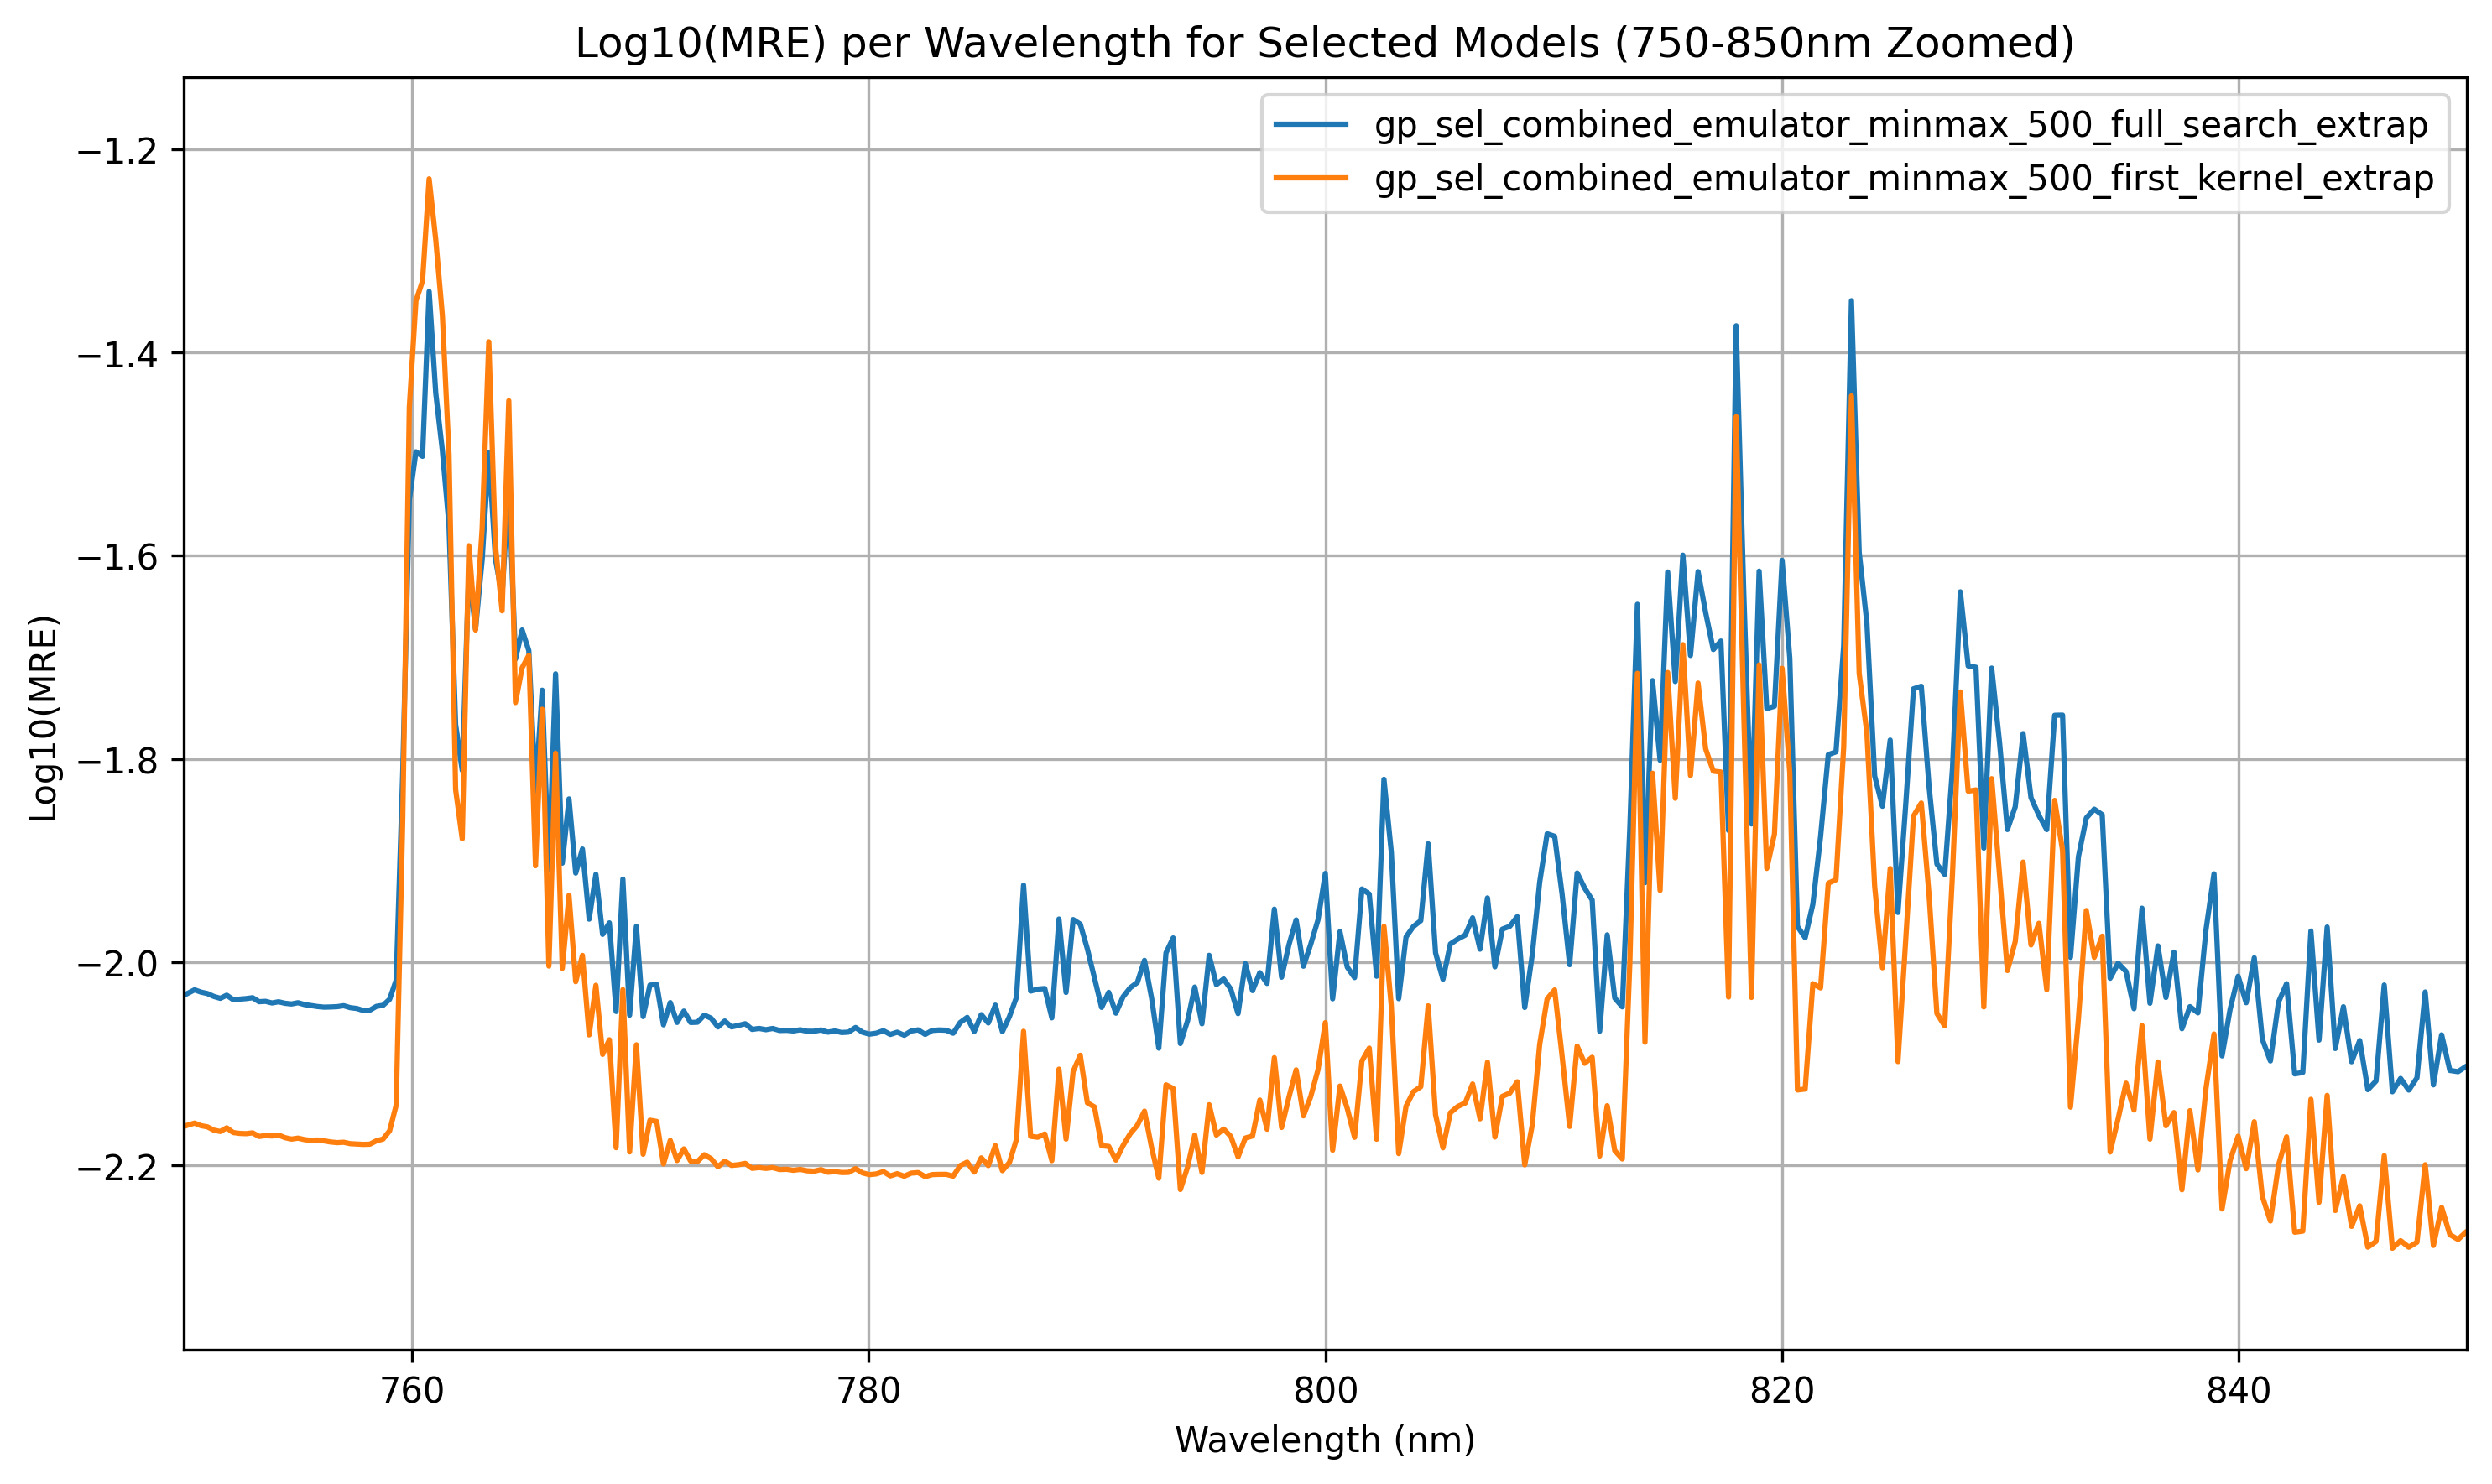 Log10(MRE) per Wavelength for Selected Models (750-850nm Zoomed)
gp_sel_combined_emulator_minmax_500_full_search_extrap
gp_sel_combined_emulator_minmax_500_first_kernel_extrap
−1.2
−1.4
−1.6
−1.8
−2.0
−2.2
Log10(MRE)
760 780 800 820 840
Wavelength (nm)